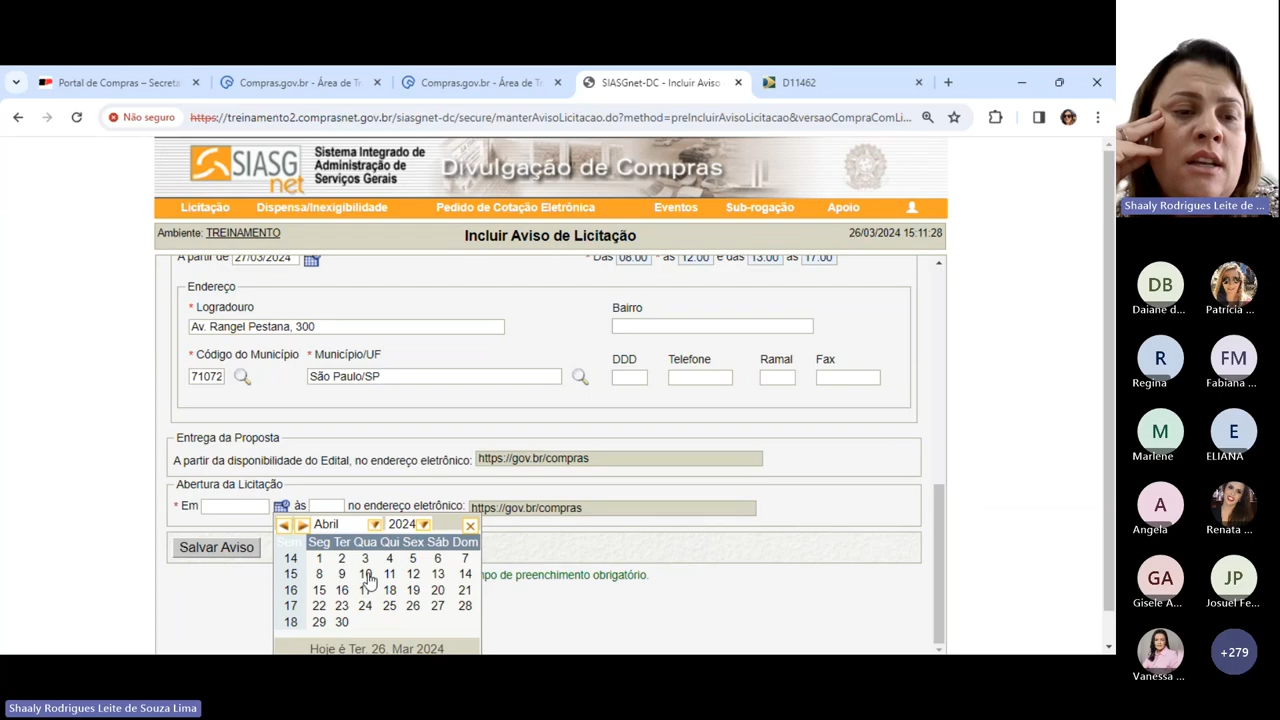 Portal de Compras – Secreta
Compras.gov.br - Área de Tr
Compras.gov.br - Área de Tr
SIASGnet-DC - Incluir Aviso
D11462
Não seguro
https://treinamento2.comprasnet.gov.br/siasgnet-dc/secure/manterAvisoLicitacao.do?method=preIncluirAvisoLicitacao&versaoCompraComLi...
SIASG
net
Sistema Integrado de
Administração de
Serviços Gerais
Divulgação de Compras
Licitação
Dispensa/Inexigibilidade
Pedido de Cotação Eletrônica
Eventos
Sub-rogação
Apoio
Ambiente: TREINAMENTO
Incluir Aviso de Licitação
26/03/2024 15:11:28
A partir de 27/03/2024
* Das 08:00 * às 12:00 e das 13:00 às 17:00
Endereço
* Logradouro
Bairro
Av. Rangel Pestana, 300
* Código do Município
* Município/UF
DDD
Telefone
Ramal
Fax
71072
São Paulo/SP
Entrega da Proposta
A partir da disponibilidade do Edital, no endereço eletrônico:
https://gov.br/compras
Abertura da Licitação
* Em
às
no endereço eletrônico:
https://gov.br/compras
Abril
2024
Sem Seg Ter Qua Qui Sex Sáb Dom
14 1 2 3 4 5 6 7
15 8 9 10 11 12 13 14
16 15 16 17 18 19 20 21
17 22 23 24 25 26 27 28
18 29 30
Hoje é Ter, 26, Mar 2024
Salvar Aviso
mpo de preenchimento obrigatório.
Shaaly Rodrigues Leite de ...
DB
Daiane d...
Patrícia ...
R
Regina
FM
Fabiana ...
M
Marlene
E
ELIANA
A
Angela
Renata ...
GA
Gisele A...
JP
Josuel Fe...
Vanessa ...
+279
Shaaly Rodrigues Leite de Souza Lima